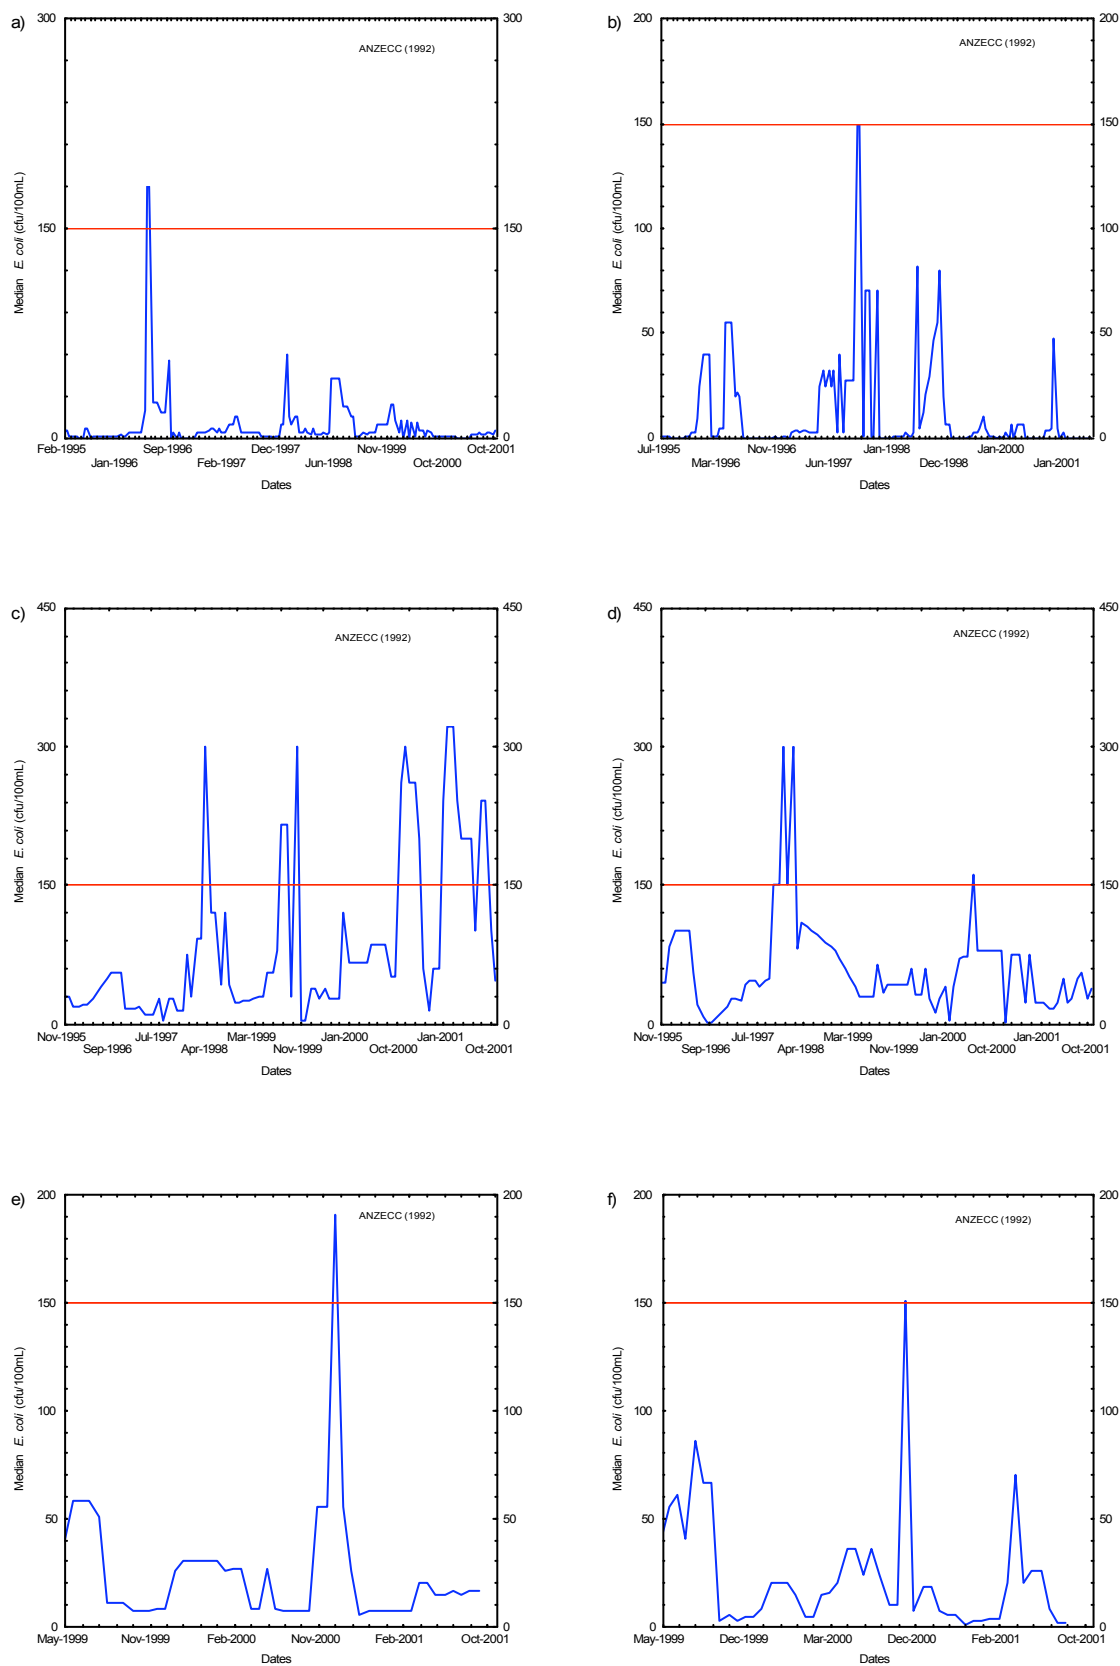 a)
300
300
ANZECC (1992)
150
150
Median E. coli (cfu/100mL)
0
0
Feb-1995
Sep-1996
Dec-1997
Nov-1999
Oct-2001
Jan-1996
Feb-1997
Jun-1998
Oct-2000
Dates
b)
200
200
ANZECC (1992)
150
150
100
100
Median E. coli (cfu/100mL)
50
50
0
0
Jul-1995
Nov-1996
Jan-1998
Jan-2000
Mar-1996
Jun-1997
Dec-1998
Jan-2001
Dates
c)
450
450
ANZECC (1992)
300
300
Median E. coli (cfu/100mL)
150
150
0
0
Nov-1995
Jul-1997
Mar-1999
Jan-2000
Jan-2001
Sep-1996
Apr-1998
Nov-1999
Oct-2000
Oct-2001
Dates
d)
450
450
ANZECC (1992)
300
300
Median E. coli (cfu/100mL)
150
150
0
0
Nov-1995
Jul-1997
Mar-1999
Jan-2000
Jan-2001
Sep-1996
Apr-1998
Nov-1999
Oct-2000
Oct-2001
Dates
e)
200
200
ANZECC (1992)
150
150
100
100
Median E. coli (cfu/100mL)
50
50
0
0
May-1999
Nov-1999
Feb-2000
Nov-2000
Feb-2001
Oct-2001
Dates
f)
200
200
ANZECC (1992)
150
150
100
100
Median E. coli (cfu/100mL)
50
50
0
0
May-1999
Dec-1999
Mar-2000
Dec-2000
Feb-2001
Oct-2001
Dates